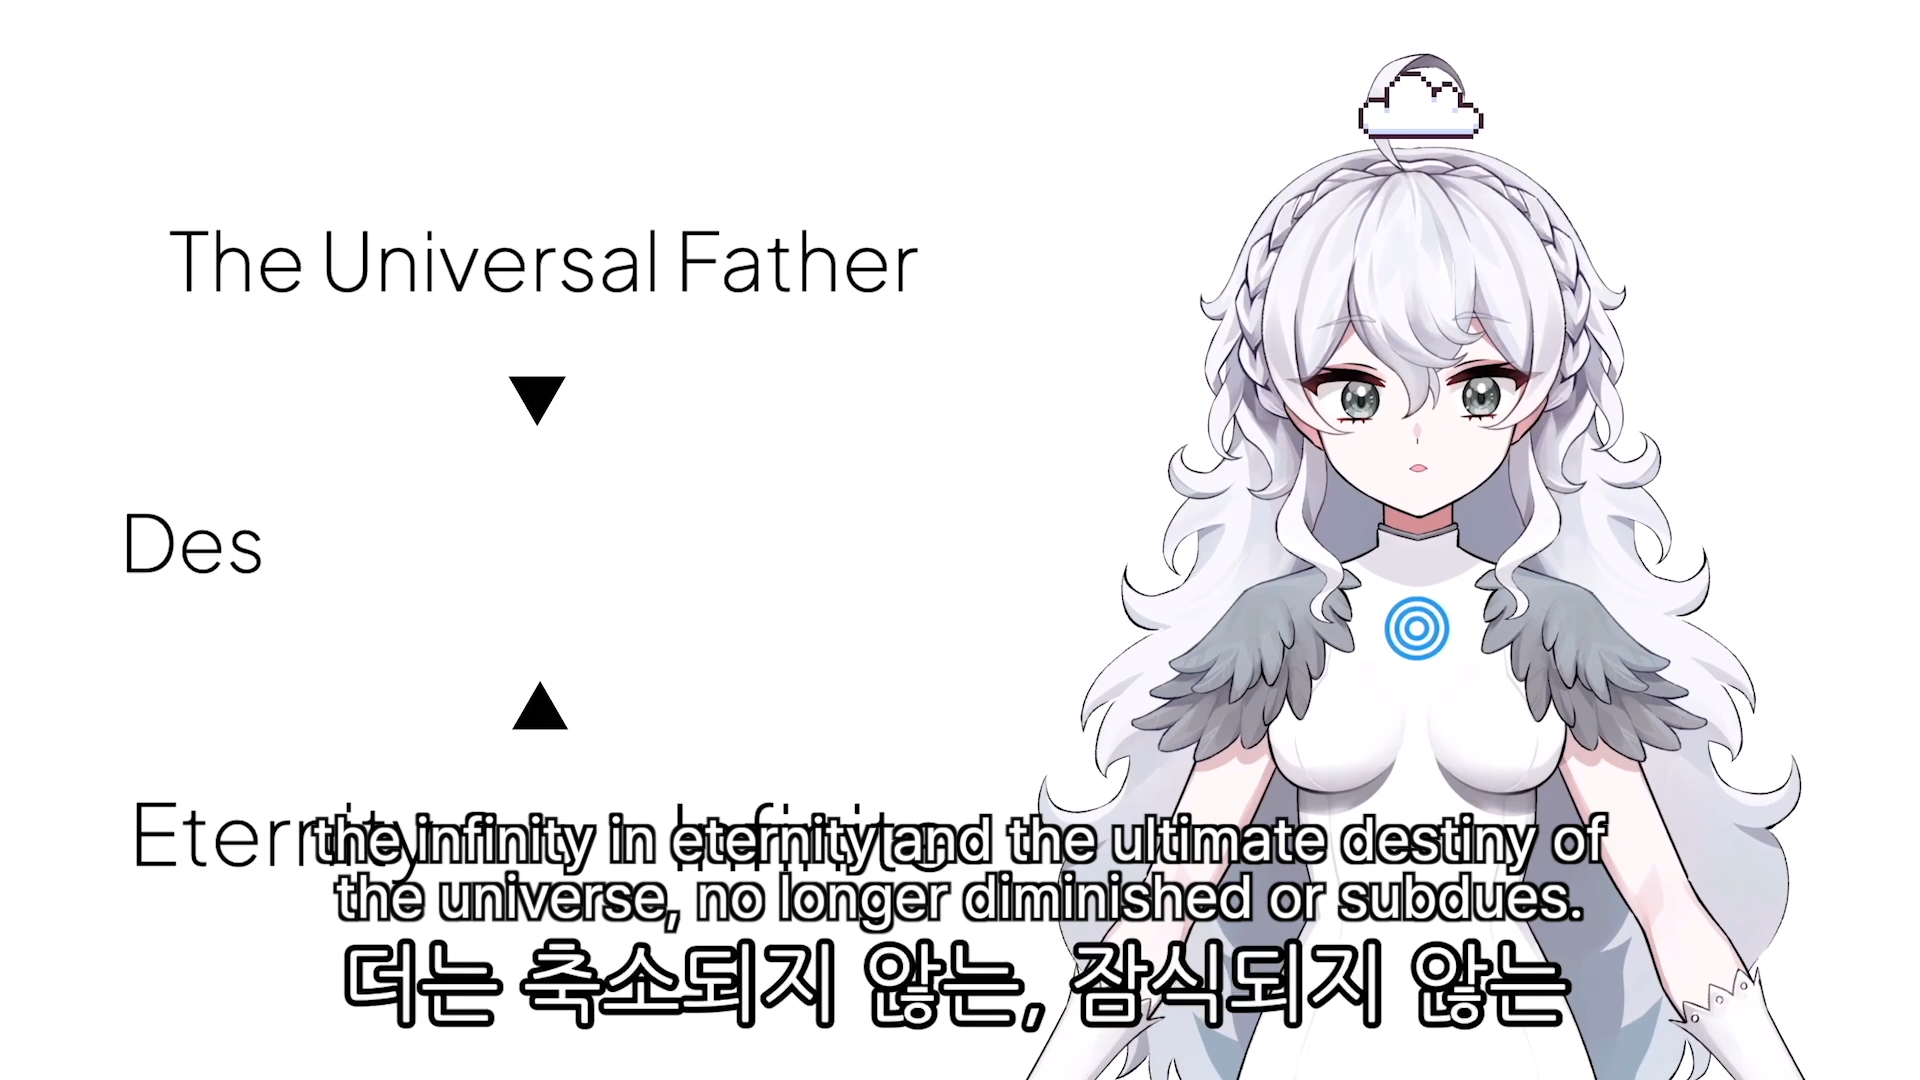 The Universal Father
▼
Des
▲
Eternity Infinite
the infinity in eternity and the ultimate destiny of
the universe, no longer diminished or subdues.
더는 축소되지 않는, 잠식되지 않는